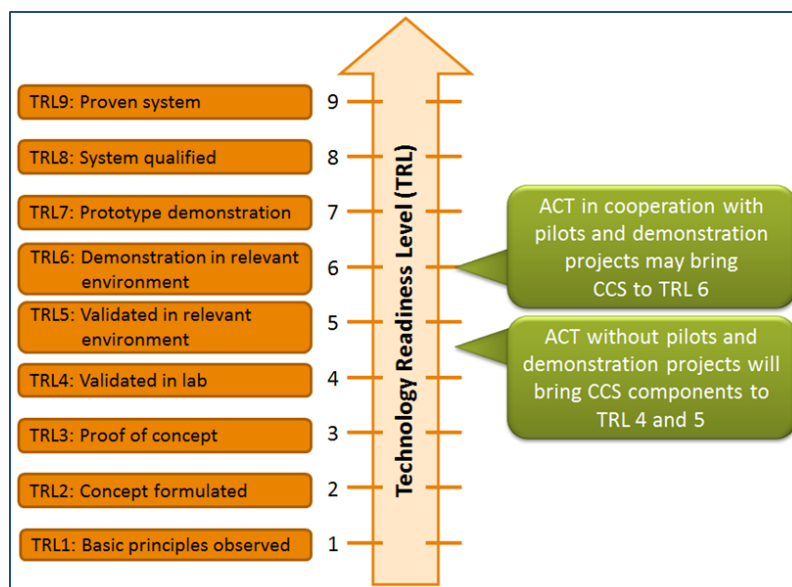 TRL9: Proven system
9
TRL8: System qualified
8
TRL7: Prototype demonstration
7
TRL6: Demonstration in relevant
environment
6
TRL5: Validated in relevant
environment
5
TRL4: Validated in lab
4
TRL3: Proof of concept
3
TRL2: Concept formulated
2
TRL1: Basic principles observed
1
Technology Readiness Level (TRL)
ACT in cooperation with
pilots and demonstration
projects may bring
CCS to TRL 6
ACT without pilots and
demonstration projects will
bring CCS components to
TRL 4 and 5